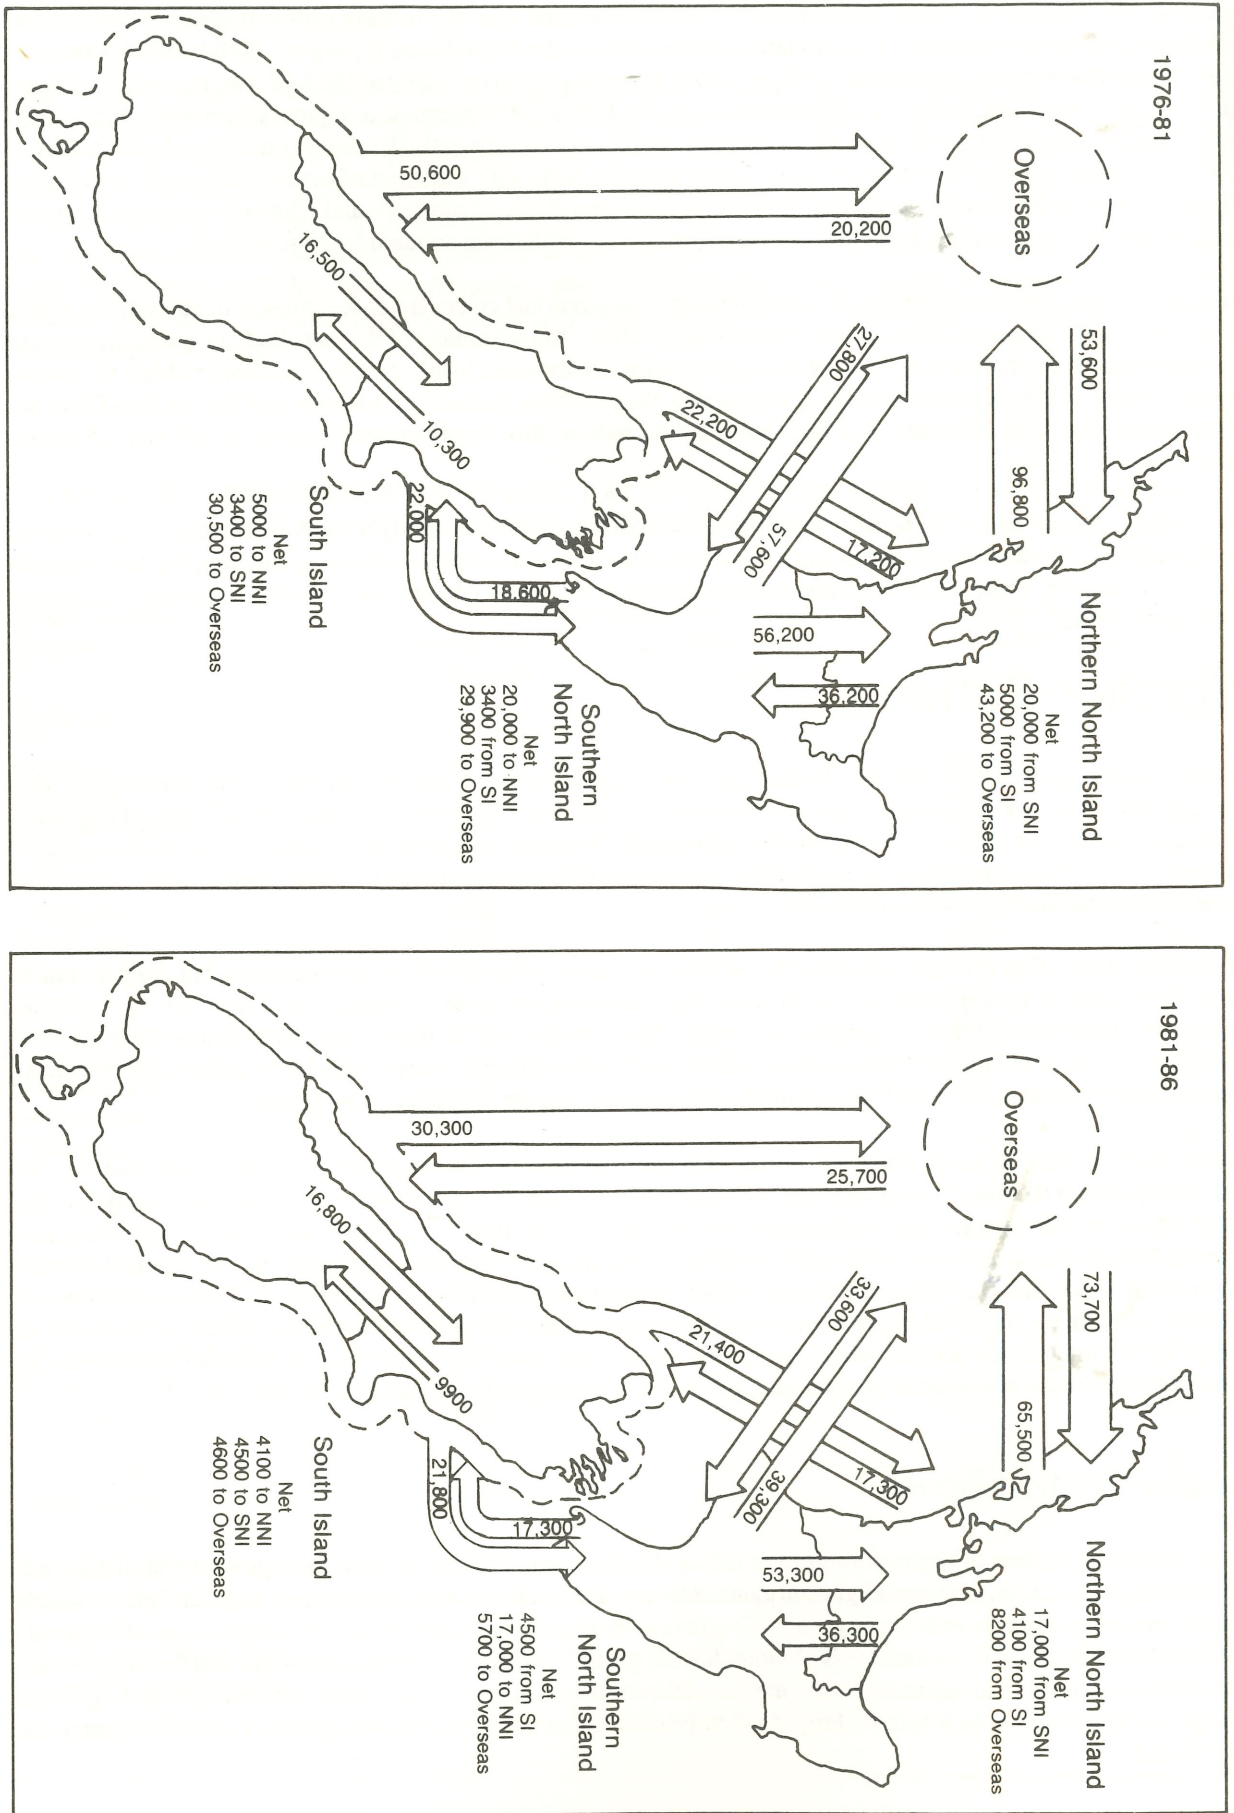 1976-81
Overseas
50,600
20,200
53,600
96,800
27,800
57,600
22,200
17,200
16,500
10,300
22,000
18,600
56,200
36,200
Northern North Island
Net
20,000 from SNI
5000 from SI
43,200 to Overseas
Southern
North Island
Net
20,000 to NNI
3400 from SI
29,900 to Overseas
South Island
Net
5000 to NNI
3400 to SNI
30,500 to Overseas
1981-86
Overseas
30,300
25,700
73,700
65,500
33,600
39,300
21,400
17,300
16,800
9900
21,800
17,300
53,300
36,300
Northern North Island
Net
17,000 from SNI
4100 from SI
8200 from Overseas
Southern
North Island
Net
4500 from SI
17,000 to NNI
5700 to Overseas
South Island
Net
4100 to NNI
4500 to SNI
4600 to Overseas